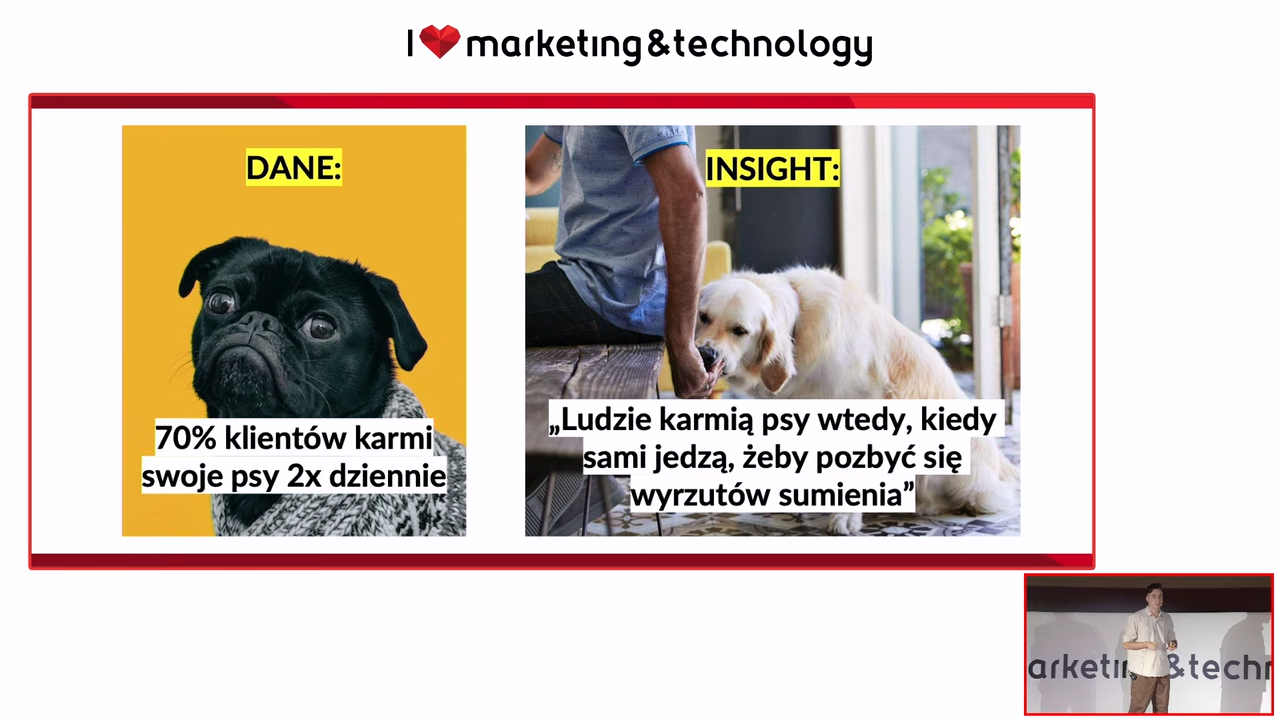 I ❤ marketing&technology
DANE:
70% klientów karmi
swoje psy 2x dziennie
INSIGHT:
„Ludzie karmią psy wtedy, kiedy
sami jedzą, żeby pozbyć się
wyrzutów sumienia”
arketin &techn